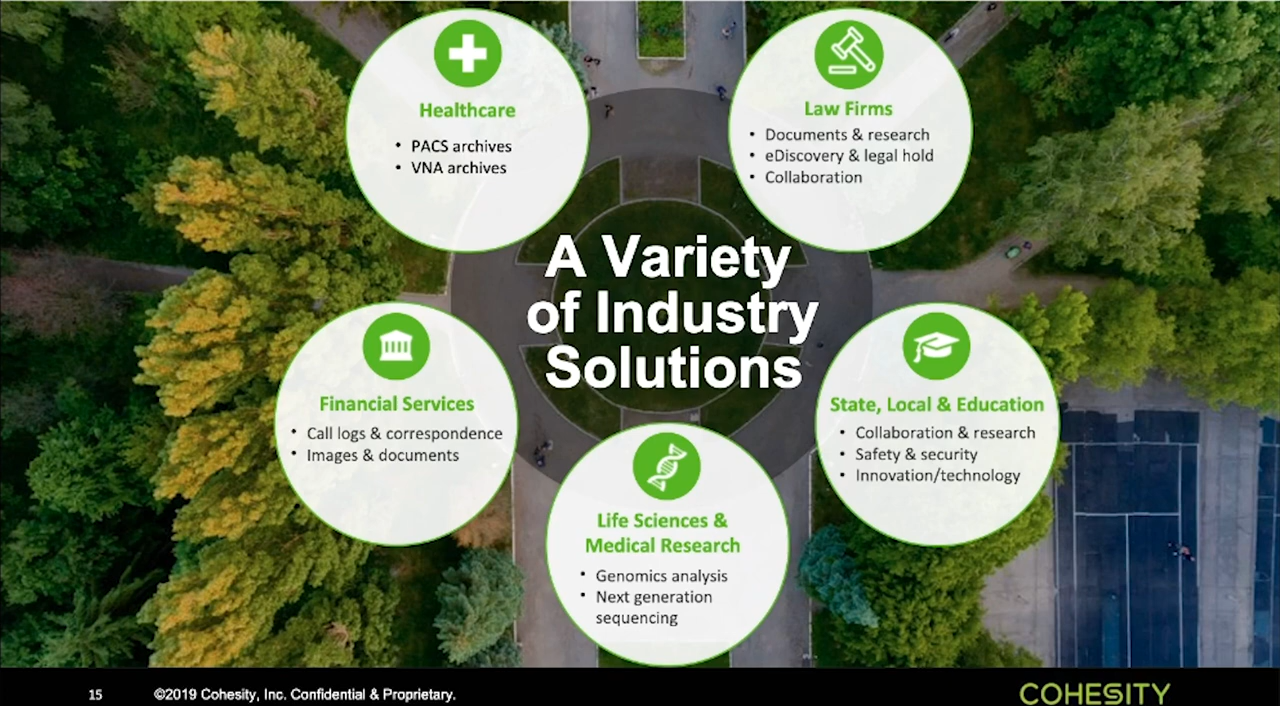 Healthcare
• PACS archives
• VNA archives
Law Firms
• Documents & research
• eDiscovery & legal hold
• Collaboration
A Variety
of Industry
Solutions
Financial Services
• Call logs & correspondence
• Images & documents
State, Local & Education
• Collaboration & research
• Safety & security
• Innovation/technology
Life Sciences &
Medical Research
• Genomics analysis
• Next generation
sequencing
15
©2019 Cohesity, Inc. Confidential & Proprietary.
COHESITY